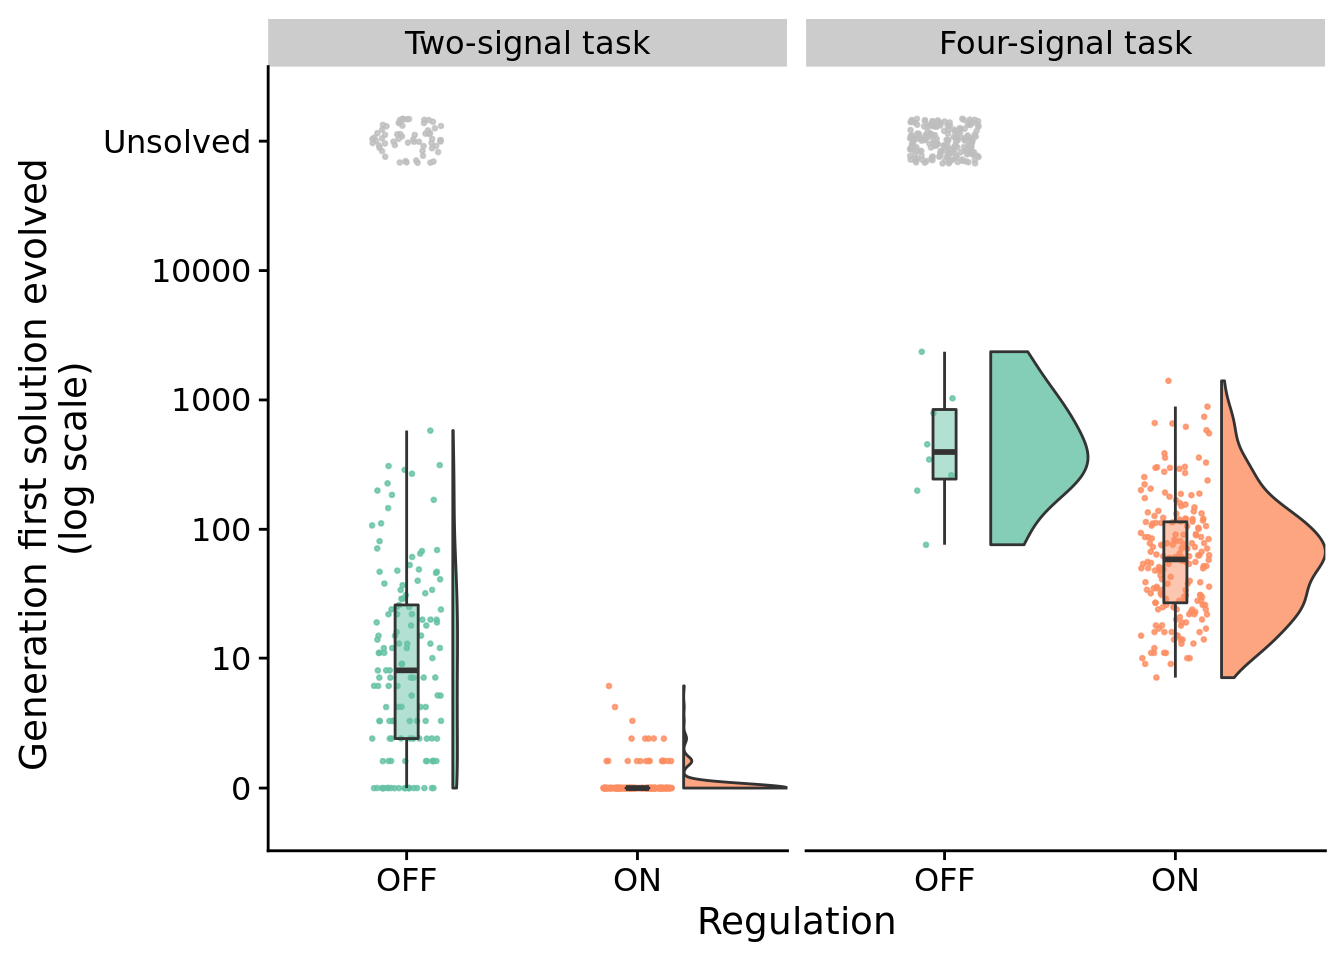 Two-signal task
Four-signal task
Generation first solution evolved
(log scale)
Unsolved
10000
1000
100
10
0
OFF
ON
OFF
ON
Regulation